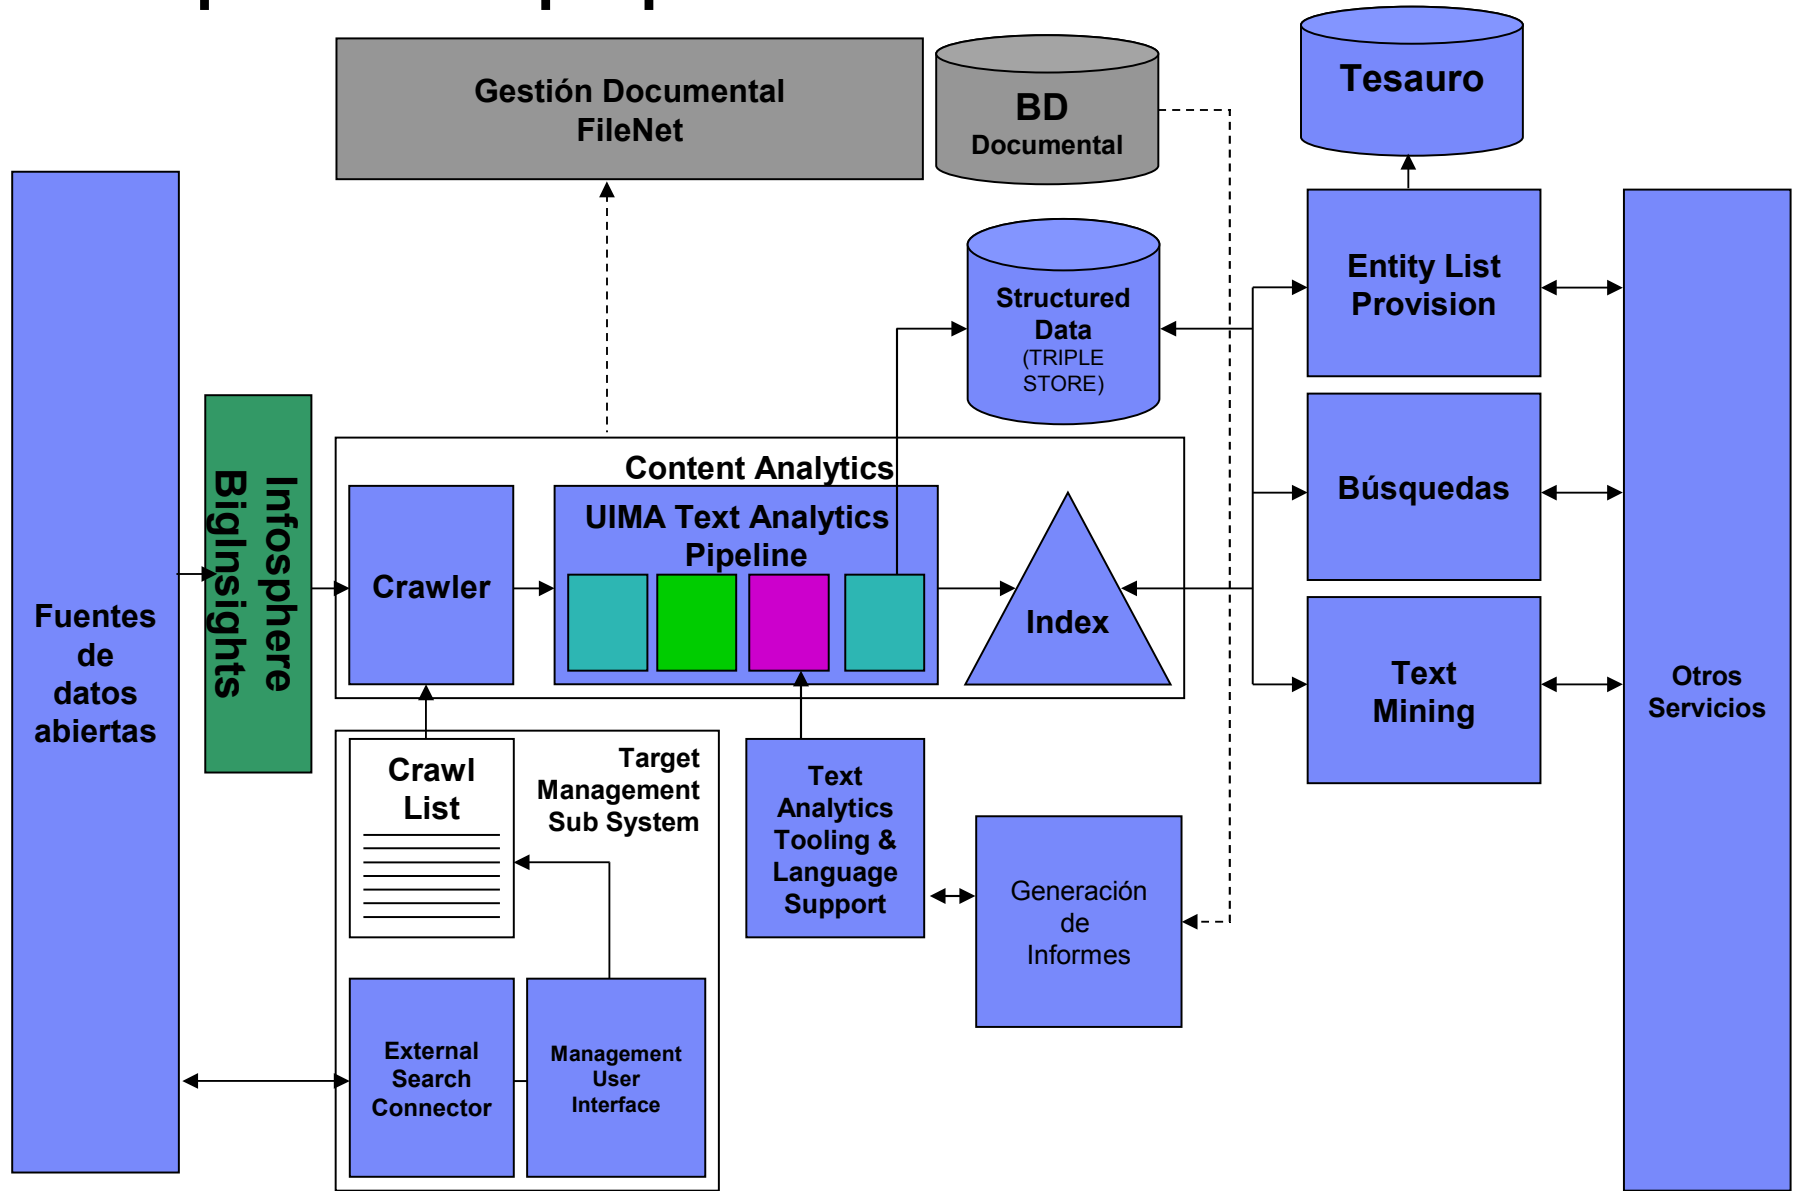 Gestión Documental
FileNet
BD
Documental
Tesauro
Structured
Data
(TRIPLE
STORE)
Entity List
Provision
Fuentes
de
datos
abiertas
Infosphere
BigInsights
Content Analytics
Crawler
UIMA Text Analytics
Pipeline
Index
Búsquedas
Text
Mining
Otros
Servicios
Crawl
List
Target
Management
Sub System
Text
Analytics
Tooling &
Language
Support
Generación
de
Informes
External
Search
Connector
Management
User
Interface